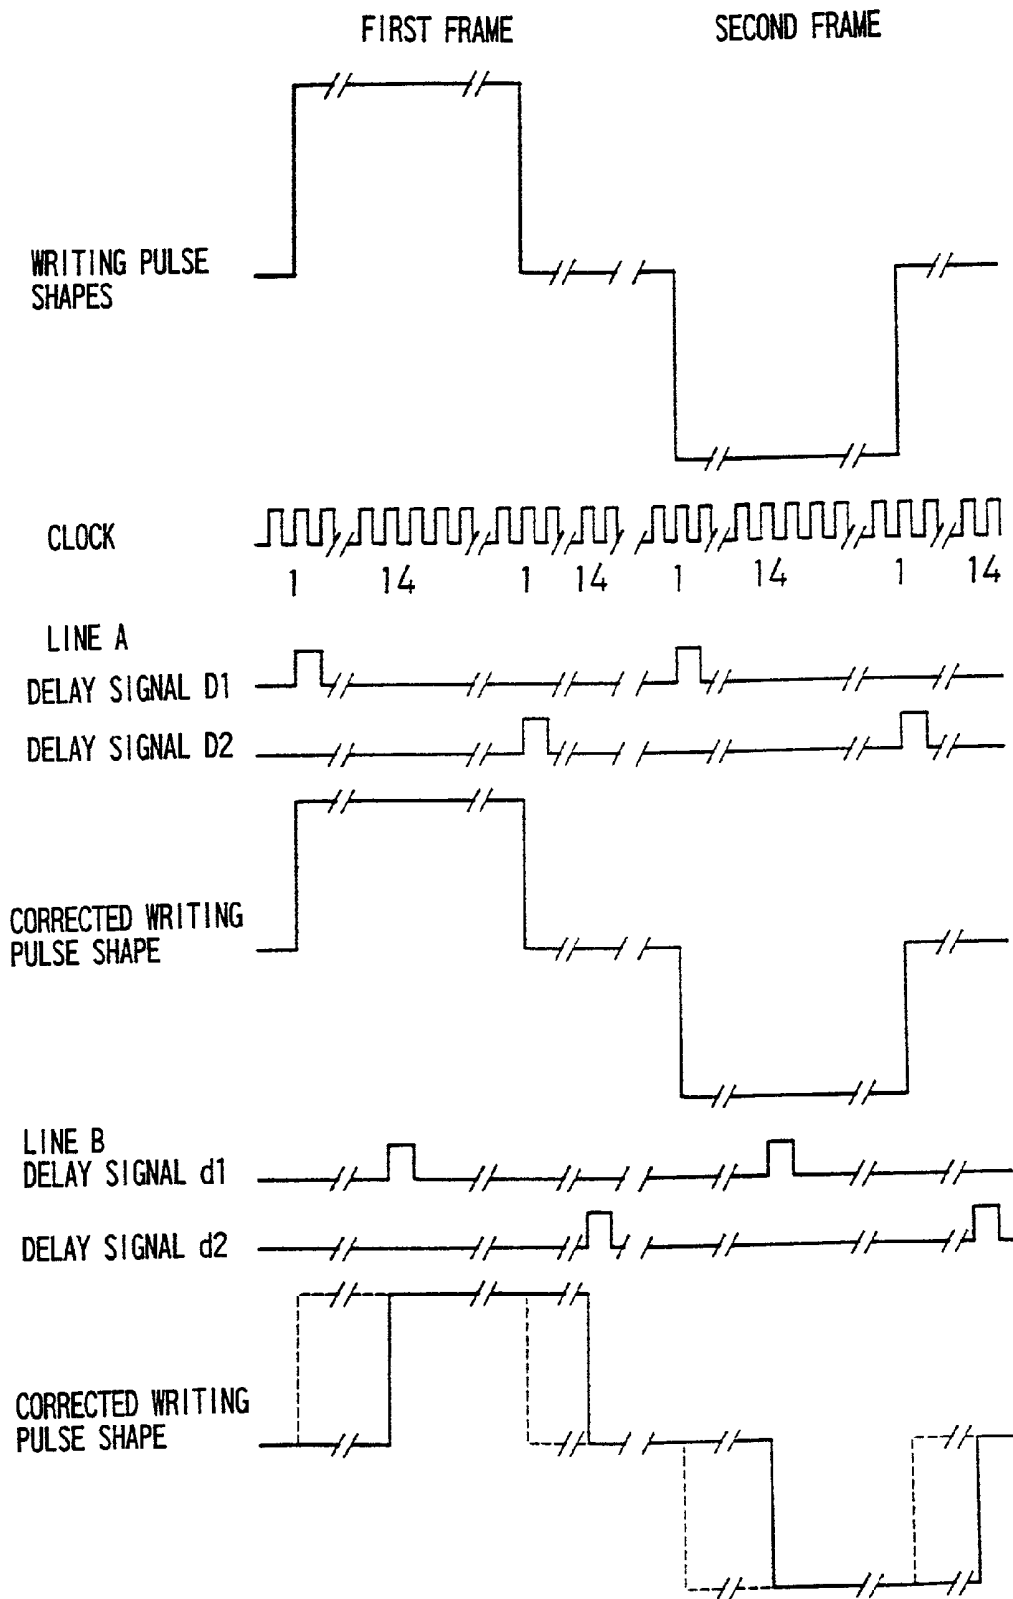 FIRST FRAME
SECOND FRAME
WRITING PULSE
SHAPES
CLOCK
1 14 1 14 1 14 1 14
LINE A
DELAY SIGNAL D1
DELAY SIGNAL D2
CORRECTED WRITING
PULSE SHAPE
LINE B
DELAY SIGNAL d1
DELAY SIGNAL d2
CORRECTED WRITING
PULSE SHAPE